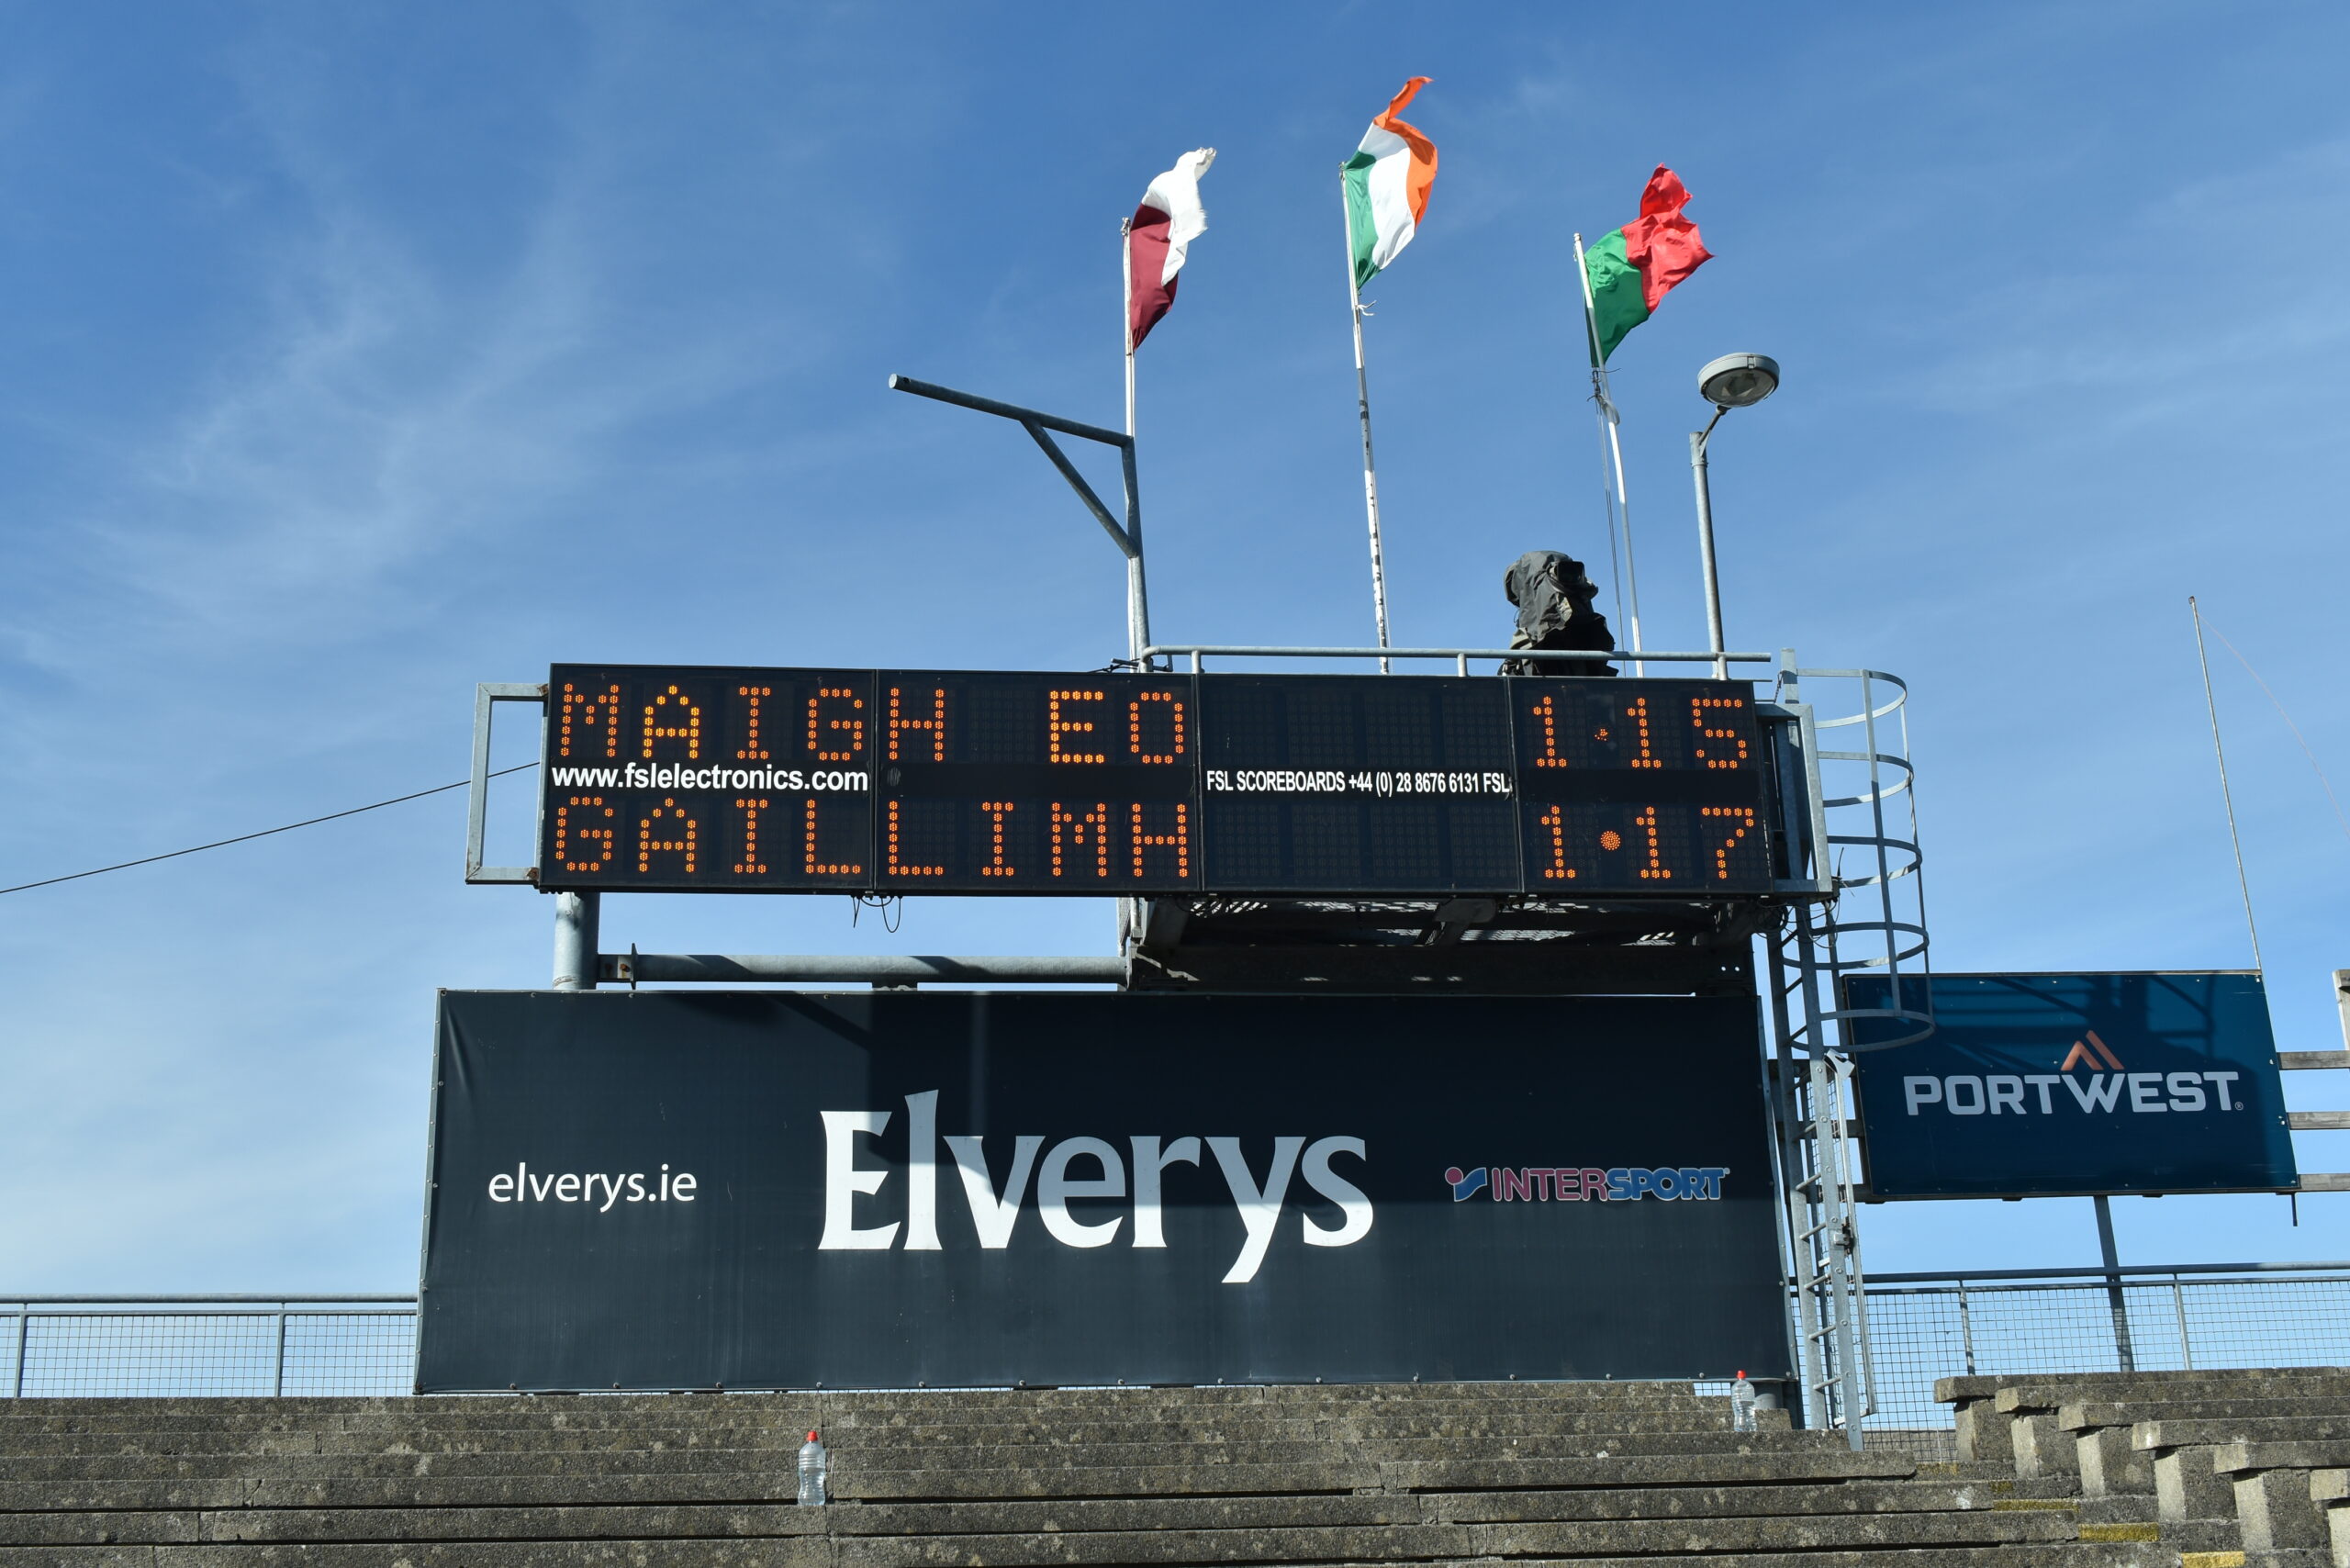 MAIGH EO 1·15
www.fslelectronics.com
FSL SCOREBOARDS +44 (0) 28 8676 6131 FSL
GAILLIMH 1·17
elverys.ie
Elverys
INTERSPORT
PORTWEST®